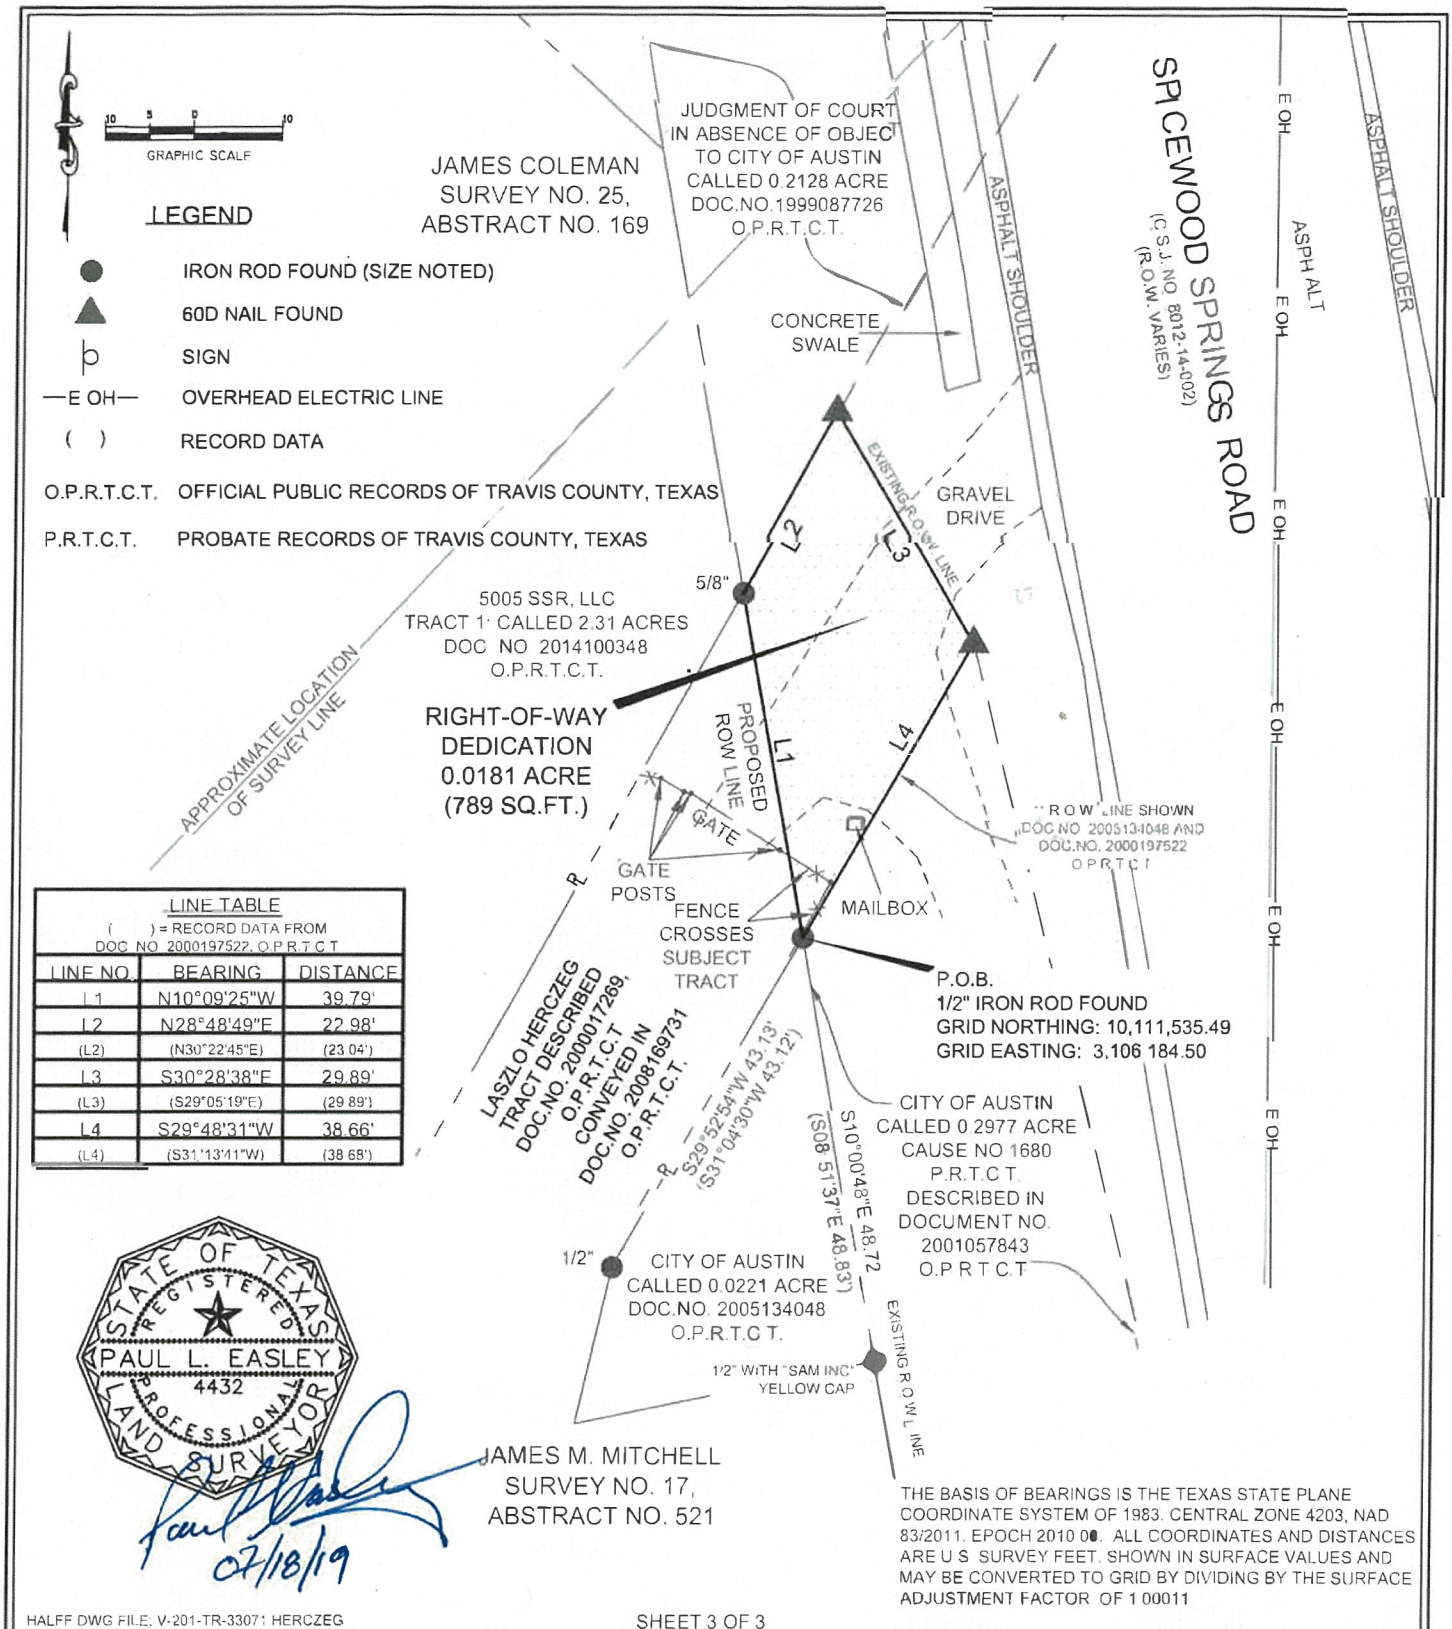 10 5 0 10
GRAPHIC SCALE
LEGEND
IRON ROD FOUND (SIZE NOTED)
60D NAIL FOUND
SIGN
—E OH— OVERHEAD ELECTRIC LINE
( ) RECORD DATA
O.P.R.T.C.T. OFFICIAL PUBLIC RECORDS OF TRAVIS COUNTY, TEXAS
P.R.T.C.T. PROBATE RECORDS OF TRAVIS COUNTY, TEXAS
JAMES COLEMAN
SURVEY NO. 25,
ABSTRACT NO. 169
JUDGMENT OF COURT
IN ABSENCE OF OBJECT
TO CITY OF AUSTIN
CALLED 0.2128 ACRE
DOC.NO.1999087726
O.P.R.T.C.T.
CONCRETE
SWALE
ASPHALT SHOULDER
SPICEWOOD SPRINGS ROAD
(C.S.J. NO 8012-14-002)
(R.O.W. VARIES)
E OH
E OH
E OH
E OH
E OH
E OH
ASPHALT
ASPHALT SHOULDER
EXISTING R.O.W. LINE
GRAVEL
DRIVE
L2
L3
5/8"
5005 SSR, LLC
TRACT 1: CALLED 2.31 ACRES
DOC NO 2014100348
O.P.R.T.C.T.
RIGHT-OF-WAY
DEDICATION
0.0181 ACRE
(789 SQ.FT.)
APPROXIMATE LOCATION
OF SURVEY LINE
PROPOSED
ROW LINE
L1
L4
GATE
GATE
POSTS
FENCE
CROSSES
SUBJECT
TRACT
MAILBOX
ROW LINE SHOWN
DOC NO 2005134048 AND
DOC.NO. 2000197522
O P R T C T
P.O.B.
1/2" IRON ROD FOUND
GRID NORTHING: 10,111,535.49
GRID EASTING: 3,106 184.50
LINE TABLE
( ) = RECORD DATA FROM
DOC NO 2000197522, O.P.R.T C T
LINE NO. BEARING DISTANCE
L1 N10°09'25"W 39.79'
L2 N28°48'49"E 22.98'
(L2) (N30°22'45"E) (23.04')
L3 S30°28'38"E 29.89'
(L3) (S29°05'19"E) (29 89')
L4 S29°48'31"W 38.66'
(L4) (S31°13'41"W) (38 68')
LASZLO HERCZEG
TRACT DESCRIBED
DOC.NO. 2000017269,
O.P.R.T.C.T
CONVEYED IN
DOC.NO. 2008169731
O.P.R.T.C.T.
S29°52'54"W 43.13'
(S31°04'30"W 43.12')
S10°00'48"E 48.72
(S08°51'37"E 48.83')
CITY OF AUSTIN
CALLED 0.2977 ACRE
CAUSE NO 1680
P.R.T.C T.
DESCRIBED IN
DOCUMENT NO.
2001057843
O.P R T C.T
1/2"
CITY OF AUSTIN
CALLED 0.0221 ACRE
DOC.NO. 2005134048
O.P.R.T.C T.
1/2" WITH "SAM INC"
YELLOW CAP
EXISTING ROW LINE
STATE OF TEXAS
REGISTERED
PAUL L. EASLEY
4432
PROFESSIONAL
LAND SURVEYOR
07/18/19
JAMES M. MITCHELL
SURVEY NO. 17,
ABSTRACT NO. 521
THE BASIS OF BEARINGS IS THE TEXAS STATE PLANE
COORDINATE SYSTEM OF 1983, CENTRAL ZONE 4203, NAD
83/2011, EPOCH 2010 00. ALL COORDINATES AND DISTANCES
ARE U S SURVEY FEET, SHOWN IN SURFACE VALUES AND
MAY BE CONVERTED TO GRID BY DIVIDING BY THE SURFACE
ADJUSTMENT FACTOR OF 1 00011
HALFF DWG FILE: V-201-TR-33071 HERCZEG
SHEET 3 OF 3